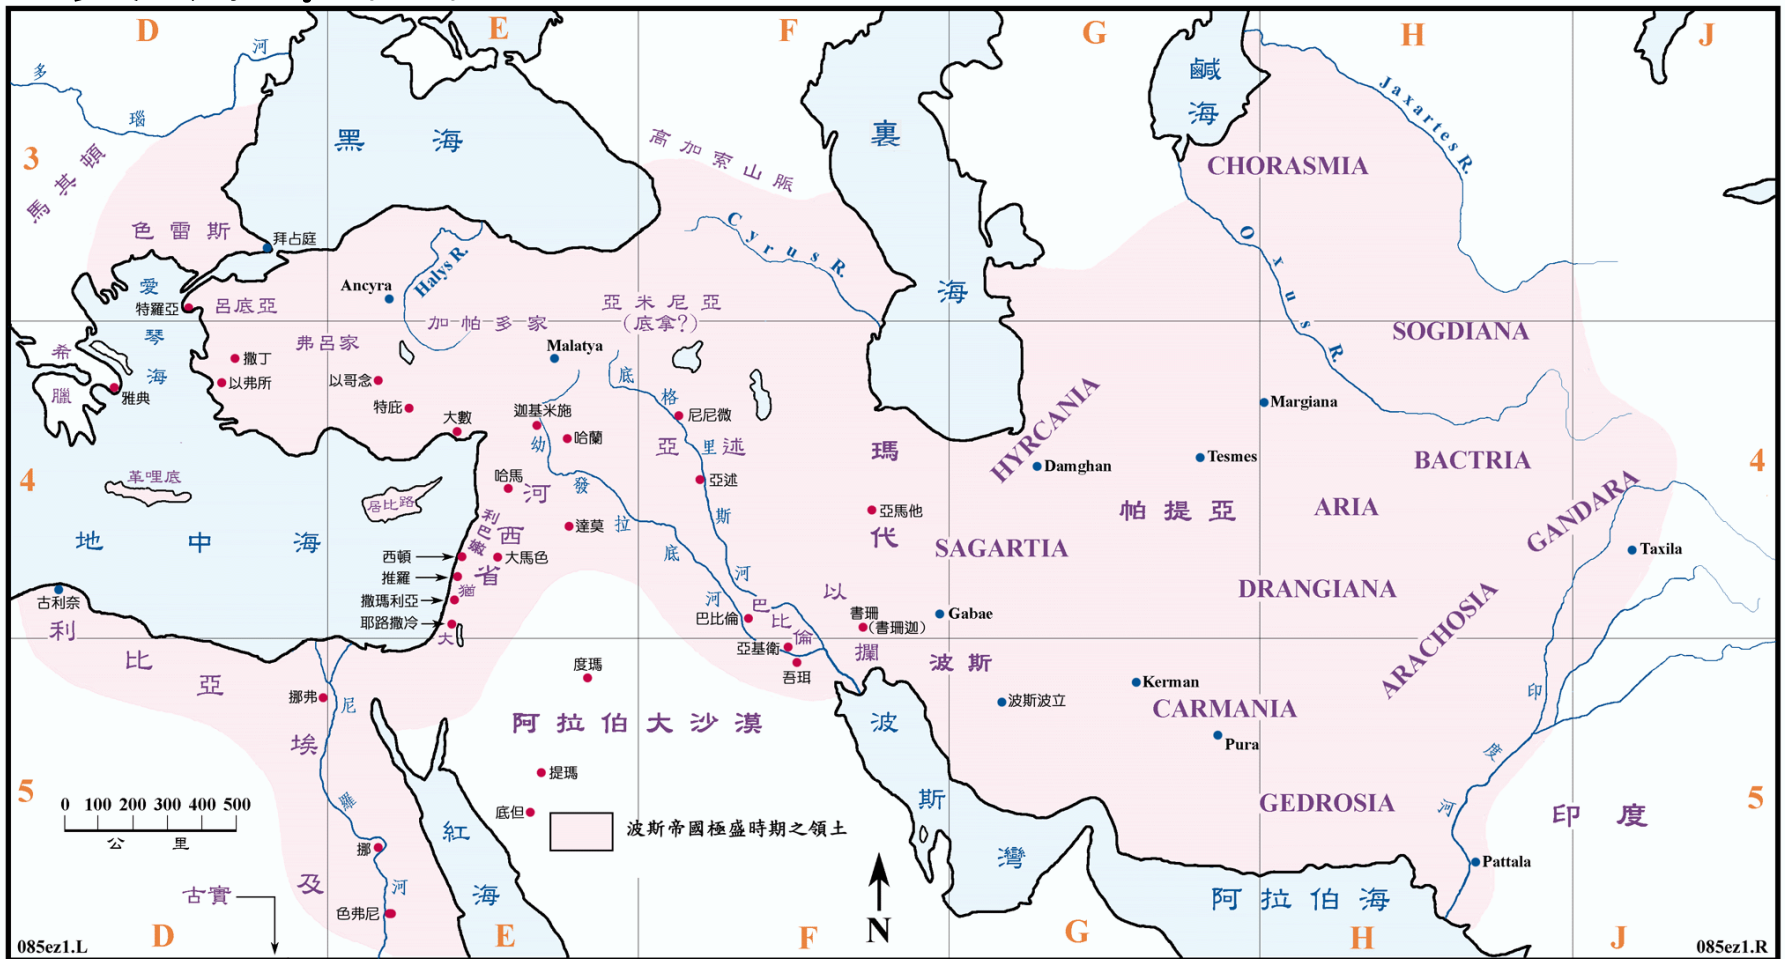 D
E
F
G
H
J
3
4
5
多瑙河
黑海
裏海
鹹海
Jaxartes R.
高加索山脈
馬其頓
色雷斯
拜占庭
CHORASMIA
Cyrus R.
Oxus R.
Halys R.
愛琴海
特羅亞
呂底亞
Ancyra
亞米尼亞
(底拿?)
加帕多家
弗呂家
SOGDIANA
希臘
雅典
撒丁
以弗所
以哥念
特庇
大數
Malatya
迦基米施
哈蘭
底格里斯河
尼尼微
亞述
亞述
幼發拉底河
瑪代
HYRCANIA
Margiana
Damghan
Tesmes
BACTRIA
3
4
革哩底
居比路
哈馬
河西省
利巴嫩
達莫
亞馬他
帕提亞
ARIA
GANDARA
地中海
西頓
大馬色
推羅
撒瑪利亞
耶路撒冷
猶大
SAGARTIA
DRANGIANA
Taxila
古利奈
利比亞
巴比倫
巴比倫
以攔
書珊
(書珊迦)
Gabae
ARACHOSIA
亞基衛
吾珥
波斯
度瑪
挪弗
尼羅河
埃及
阿拉伯大沙漠
波斯灣
波斯波立
Kerman
CARMANIA
Pura
印度河
提瑪
底但
紅海
GEDROSIA
印度
5
0 100 200 300 400 500
公里
波斯帝國極盛時期之領土
挪
色弗尼
古實
N
阿拉伯海
Pattala
085ez1.L
D
E
F
G
H
J
085ez1.R